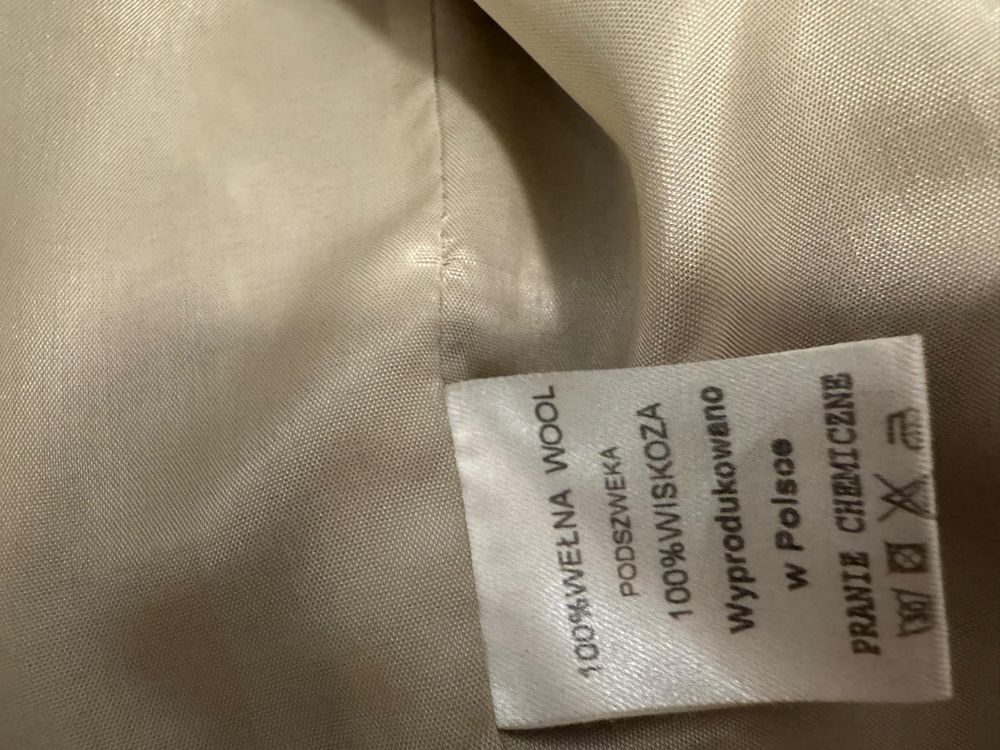 100%WEŁNA WOOL
PODSZWEKA
100%WISKOZA
Wyprodukowano
w Polsce
PRANIE CHEMICZNE